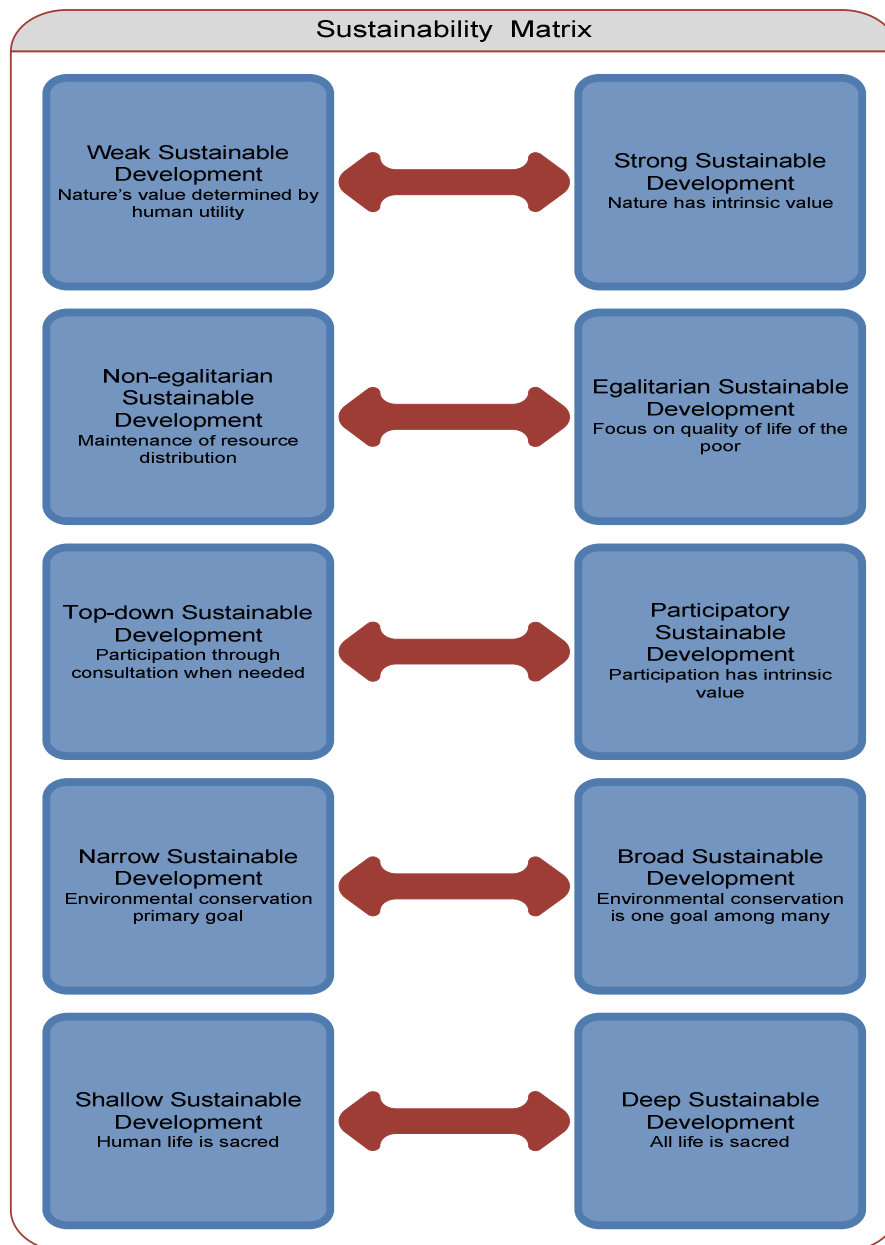 Sustainability Matrix
Weak Sustainable
Development
Nature's value determined by
human utility
Strong Sustainable
Development
Nature has intrinsic value
Non-egalitarian
Sustainable
Development
Maintenance of resource
distribution
Egalitarian Sustainable
Development
Focus on quality of life of the
poor
Top-down Sustainable
Development
Participation through
consultation when needed
Participatory
Sustainable
Development
Participation has intrinsic
value
Narrow Sustainable
Development
Environmental conservation
primary goal
Broad Sustainable
Development
Environmental conservation
is one goal among many
Shallow Sustainable
Development
Human life is sacred
Deep Sustainable
Development
All life is sacred